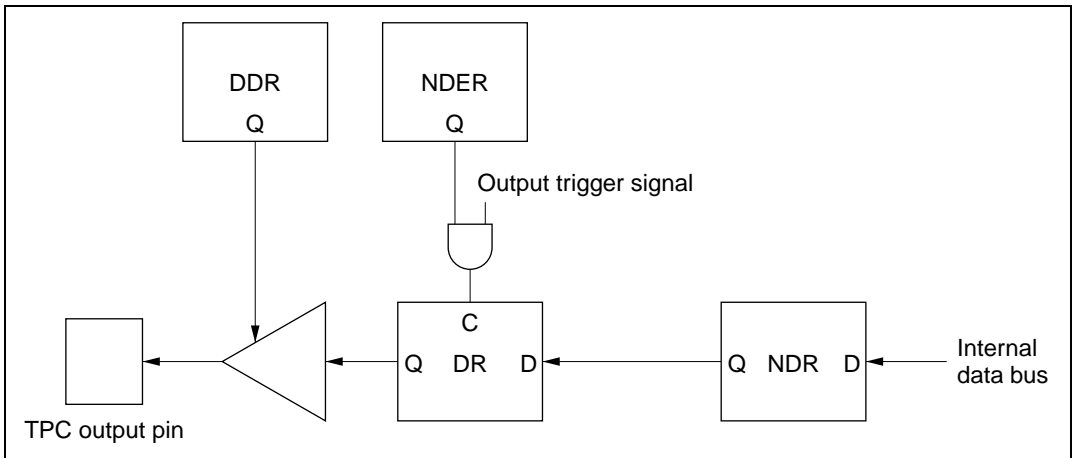 DDR
Q
NDER
Q
Output trigger signal
C
Q DR D
Q NDR D
Internal
data bus
TPC output pin